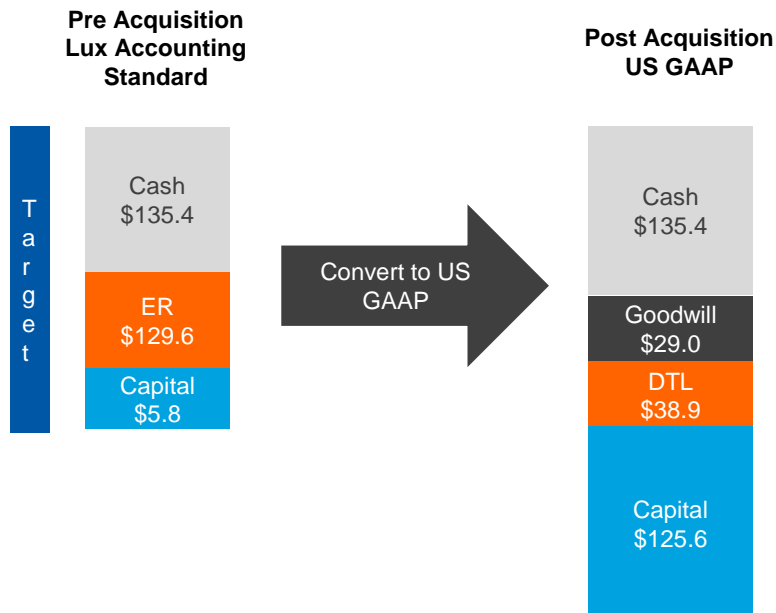 Pre Acquisition
Lux Accounting
Standard
Post Acquisition
US GAAP
T
a
r
g
e
t
Cash
$135.4
ER
$129.6
Capital
$5.8
Convert to US
GAAP
Cash
$135.4
Goodwill
$29.0
DTL
$38.9
Capital
$125.6